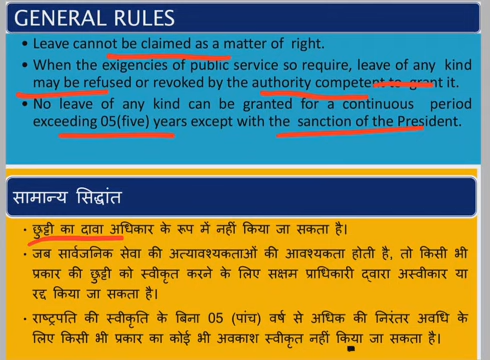 GENERAL RULES
• Leave cannot be claimed as a matter of right.
• When the exigencies of public service so require, leave of any kind
may be refused or revoked by the authority competent to grant it.
• No leave of any kind can be granted for a continuous period
exceeding 05(five) years except with the sanction of the President.
सामान्य सिद्धांत
• छुट्टी का दावा अधिकार के रूप में नहीं किया जा सकता है।
• जब सार्वजनिक सेवा की अत्यावश्यकताओं की आवश्यकता होती है, तो किसी भी
प्रकार की छुट्टी को स्वीकृत करने के लिए सक्षम प्राधिकारी द्वारा अस्वीकार या
रद्द किया जा सकता है।
• राष्ट्रपति की स्वीकृति के बिना 05 (पांच) वर्ष से अधिक की निरंतर अवधि के
लिए किसी भी प्रकार का कोई भी अवकाश स्वीकृत नहीं किया जा सकता है।